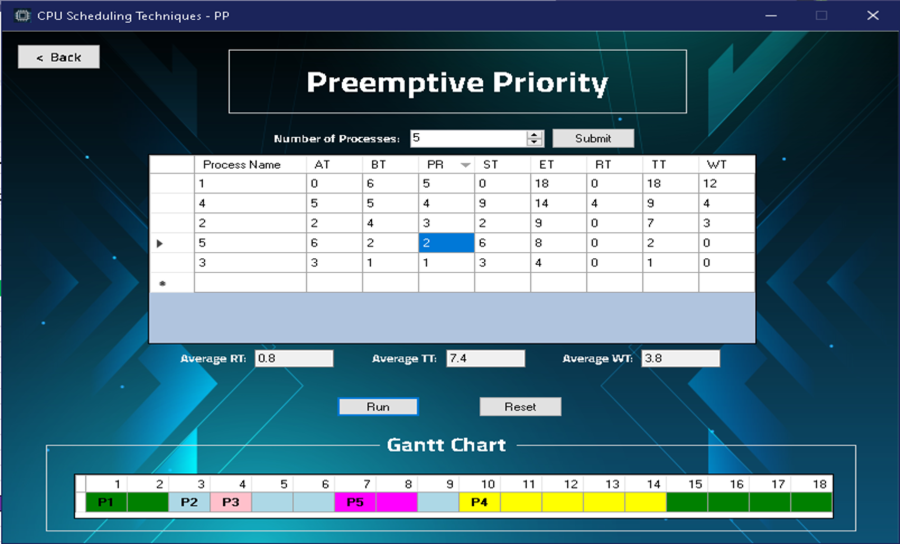 CPU Scheduling Techniques - PP
< Back
Preemptive Priority
Number of Processes: 5 Submit
Process Name AT BT PR ST ET RT TT WT
1 0 6 5 0 18 0 18 12
4 5 5 4 9 14 4 9 4
2 2 4 3 2 9 0 7 3
5 6 2 2 6 8 0 2 0
3 3 1 1 3 4 0 1 0
Average RT: 0.8 Average TT: 7.4 Average WT: 3.8
Run Reset
Gantt Chart
1 2 3 4 5 6 7 8 9 10 11 12 13 14 15 16 17 18
P1 P2 P3 P5 P4